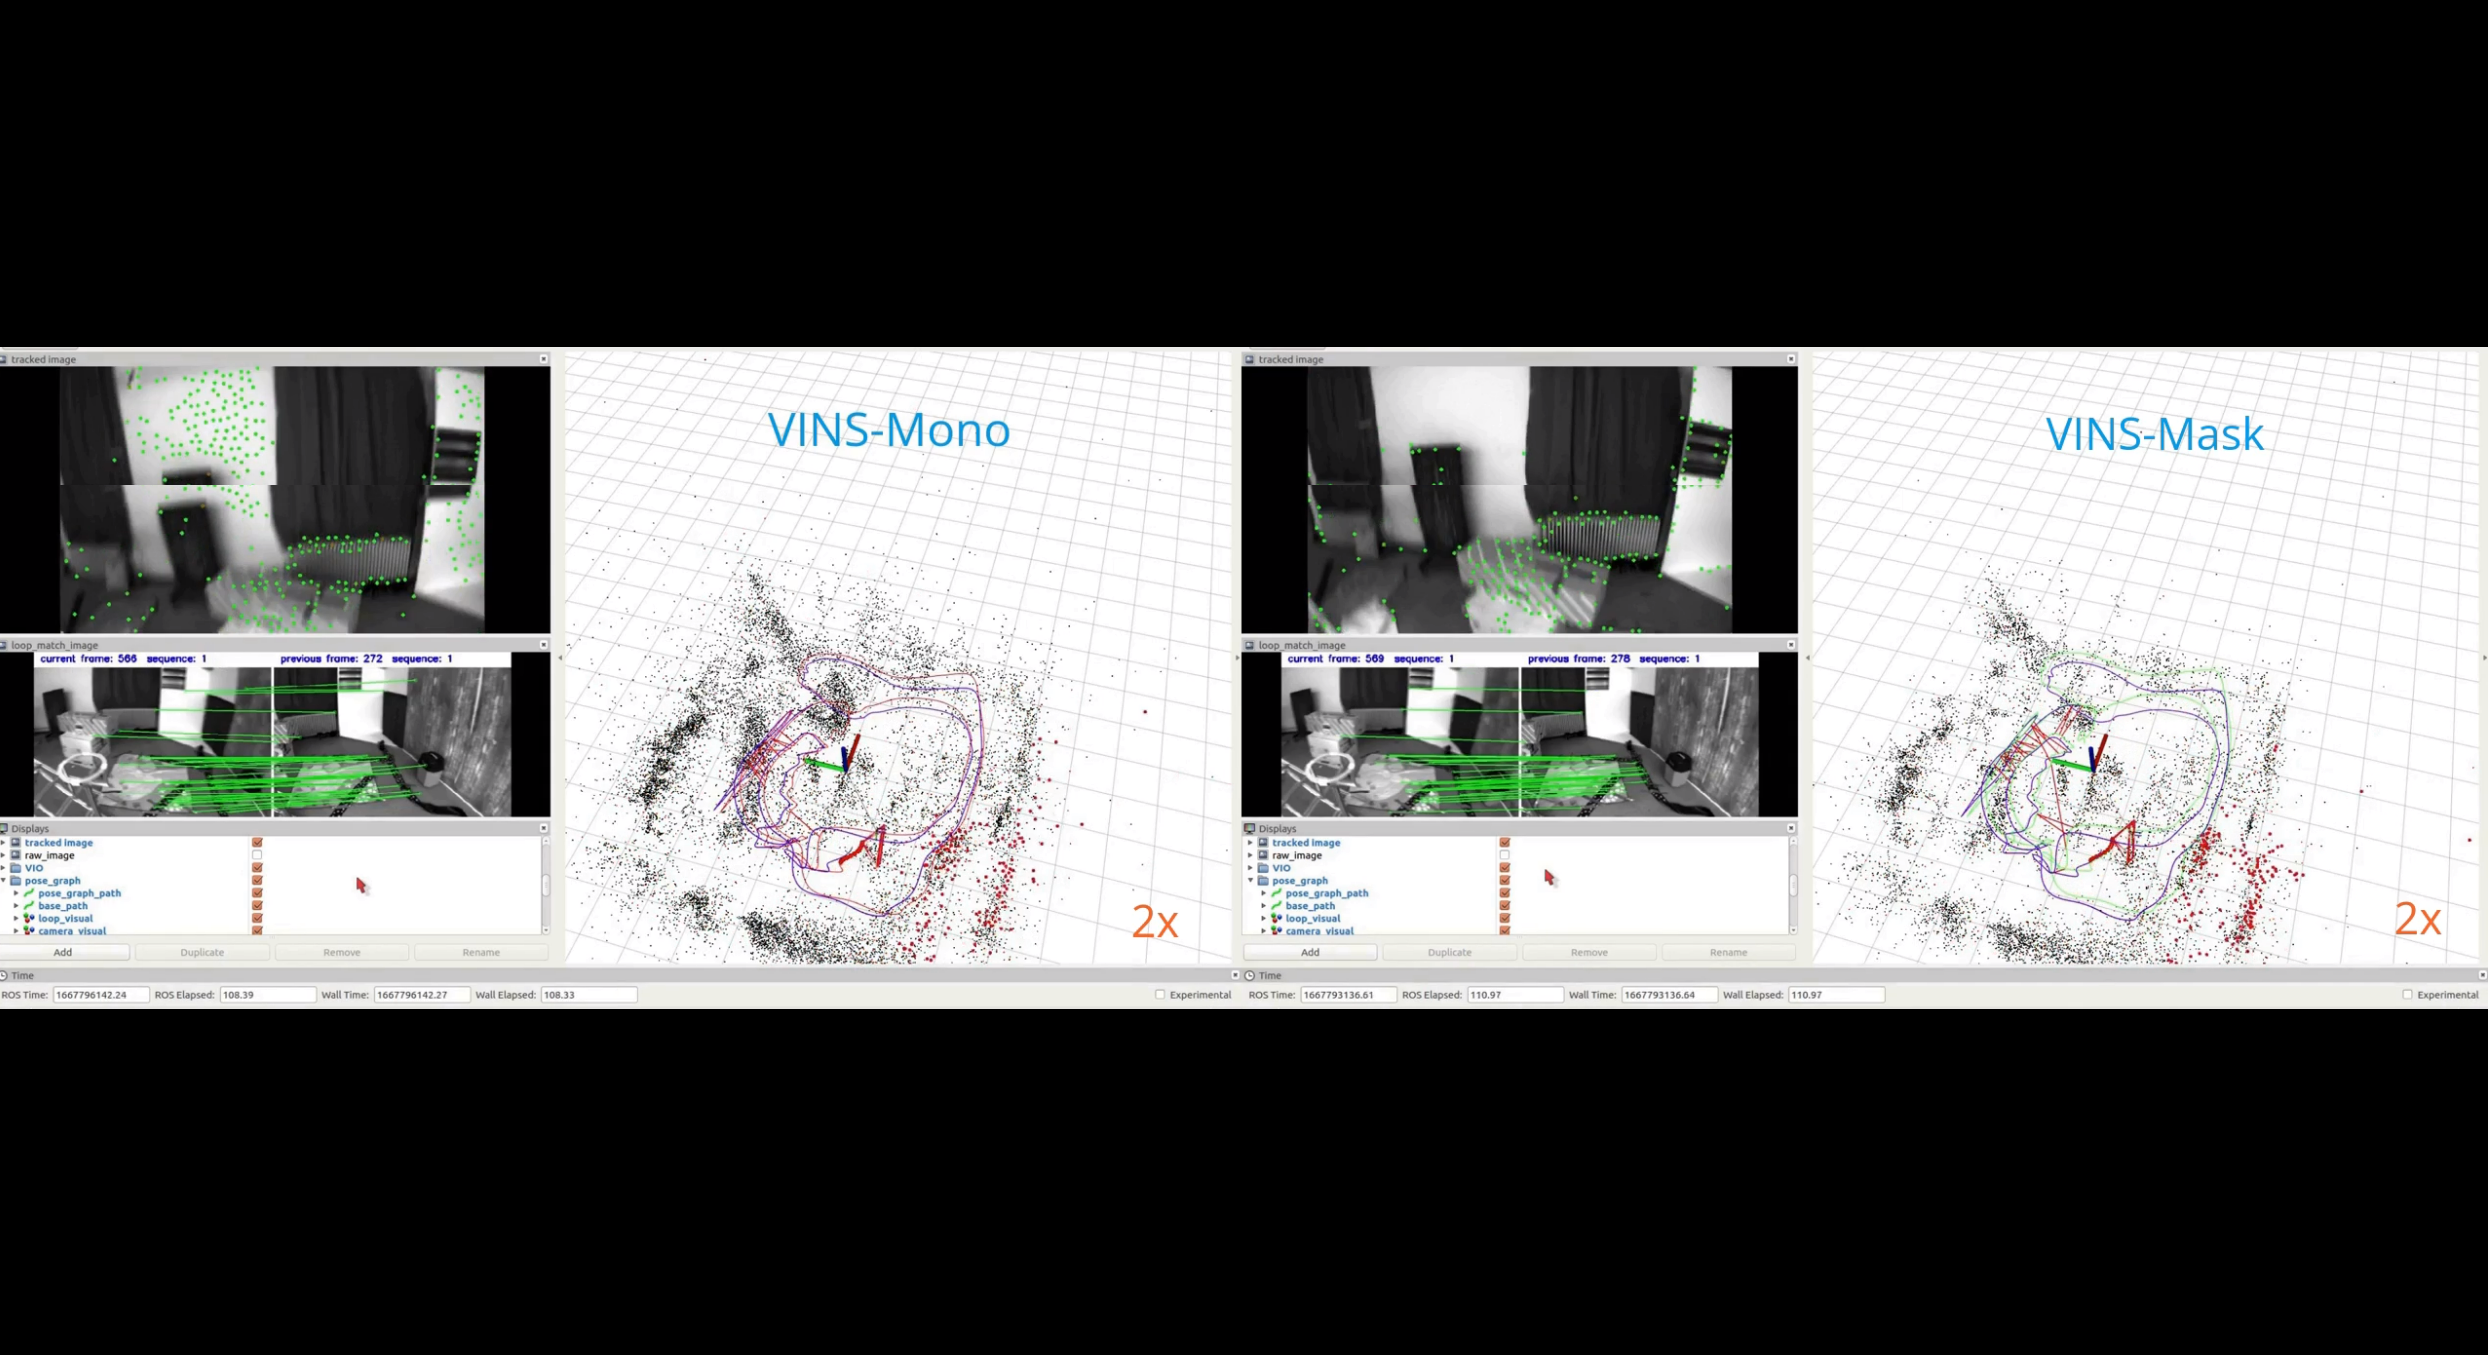 tracked image
VINS-Mono
loop_match_image
current frame: 566 sequence: 1 previous frame: 272 sequence: 1
Displays
tracked image
raw_image
VIO
pose_graph
pose_graph_path
base_path
loop_visual
camera_visual
Add Duplicate Remove Rename
2x
Time
ROS Time: 1667796142.24 ROS Elapsed: 108.39 Wall Time: 1667796142.27 Wall Elapsed: 108.33 Experimental
tracked image
VINS-Mask
loop_match_image
current frame: 569 sequence: 1 previous frame: 278 sequence: 1
Displays
tracked image
raw_image
VIO
pose_graph
pose_graph_path
base_path
loop_visual
camera_visual
Add Duplicate Remove Rename
2x
Time
ROS Time: 1667793136.61 ROS Elapsed: 110.97 Wall Time: 1667793136.64 Wall Elapsed: 110.97 Experimental